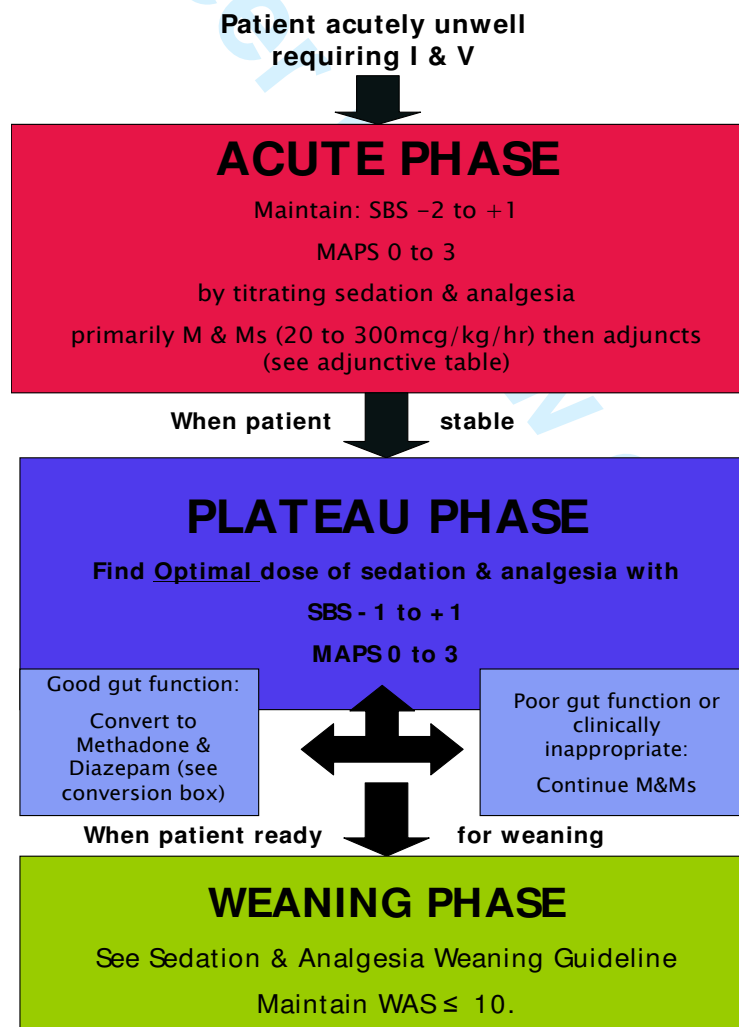 Patient acutely unwell
requiring I & V
ACUTE PHASE
Maintain: SBS −2 to +1
MAPS 0 to 3
by titrating sedation & analgesia
primarily M & Ms (20 to 300mcg/kg/hr) then adjuncts
(see adjunctive table)
When patient stable
PLATEAU PHASE
Find Optimal dose of sedation & analgesia with
SBS - 1 to + 1
MAPS 0 to 3
Good gut function:
Convert to
Methadone &
Diazepam (see
conversion box)
Poor gut function or
clinically
inappropriate:
Continue M&Ms
When patient ready for weaning
WEANING PHASE
See Sedation & Analgesia Weaning Guideline
Maintain WAS ≤ 10.